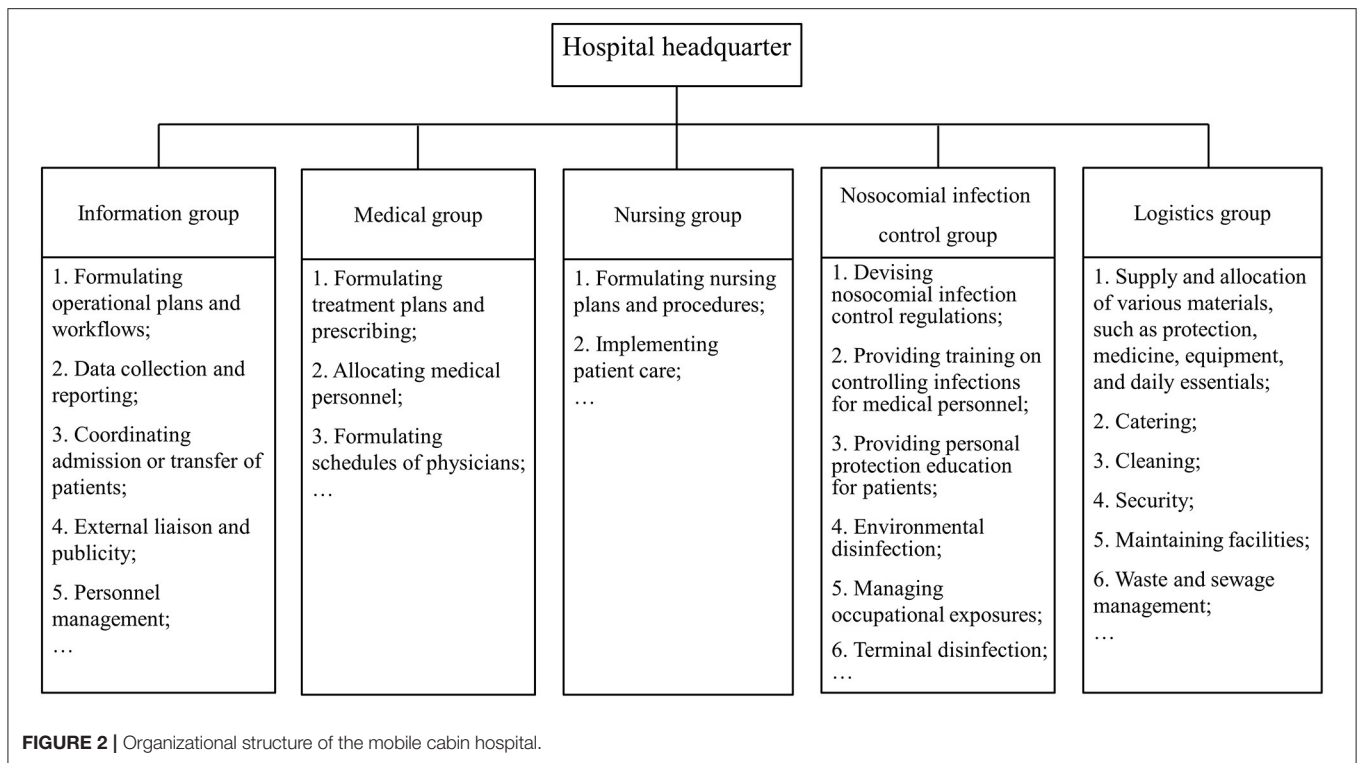 Hospital headquarter
Information group
1. Formulating
operational plans and
workflows;
2. Data collection and
reporting;
3. Coordinating
admission or transfer of
patients;
4. External liaison and
publicity;
5. Personnel
management;
…
Medical group
1. Formulating
treatment plans and
prescribing;
2. Allocating medical
personnel;
3. Formulating
schedules of physicians;
…
Nursing group
1. Formulating nursing
plans and procedures;
2. Implementing
patient care;
…
Nosocomial infection
control group
1. Devising
nosocomial infection
control regulations;
2. Providing training on
controlling infections
for medical personnel;
3. Providing personal
protection education
for patients;
4. Environmental
disinfection;
5. Managing
occupational exposures;
6. Terminal disinfection;
…
Logistics group
1. Supply and allocation
of various materials,
such as protection,
medicine, equipment,
and daily essentials;
2. Catering;
3. Cleaning;
4. Security;
5. Maintaining facilities;
6. Waste and sewage
management;
…
FIGURE 2 | Organizational structure of the mobile cabin hospital.